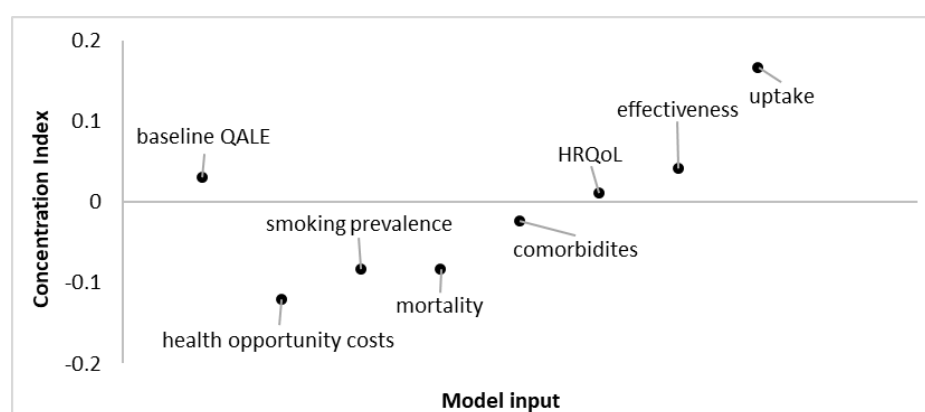 0.2
uptake
effectiveness
0.1
baseline QALE
HRQoL
0
smoking prevalence
comorbidites
-0.1
mortality
health opportunity costs
-0.2
Concentration Index
Model input